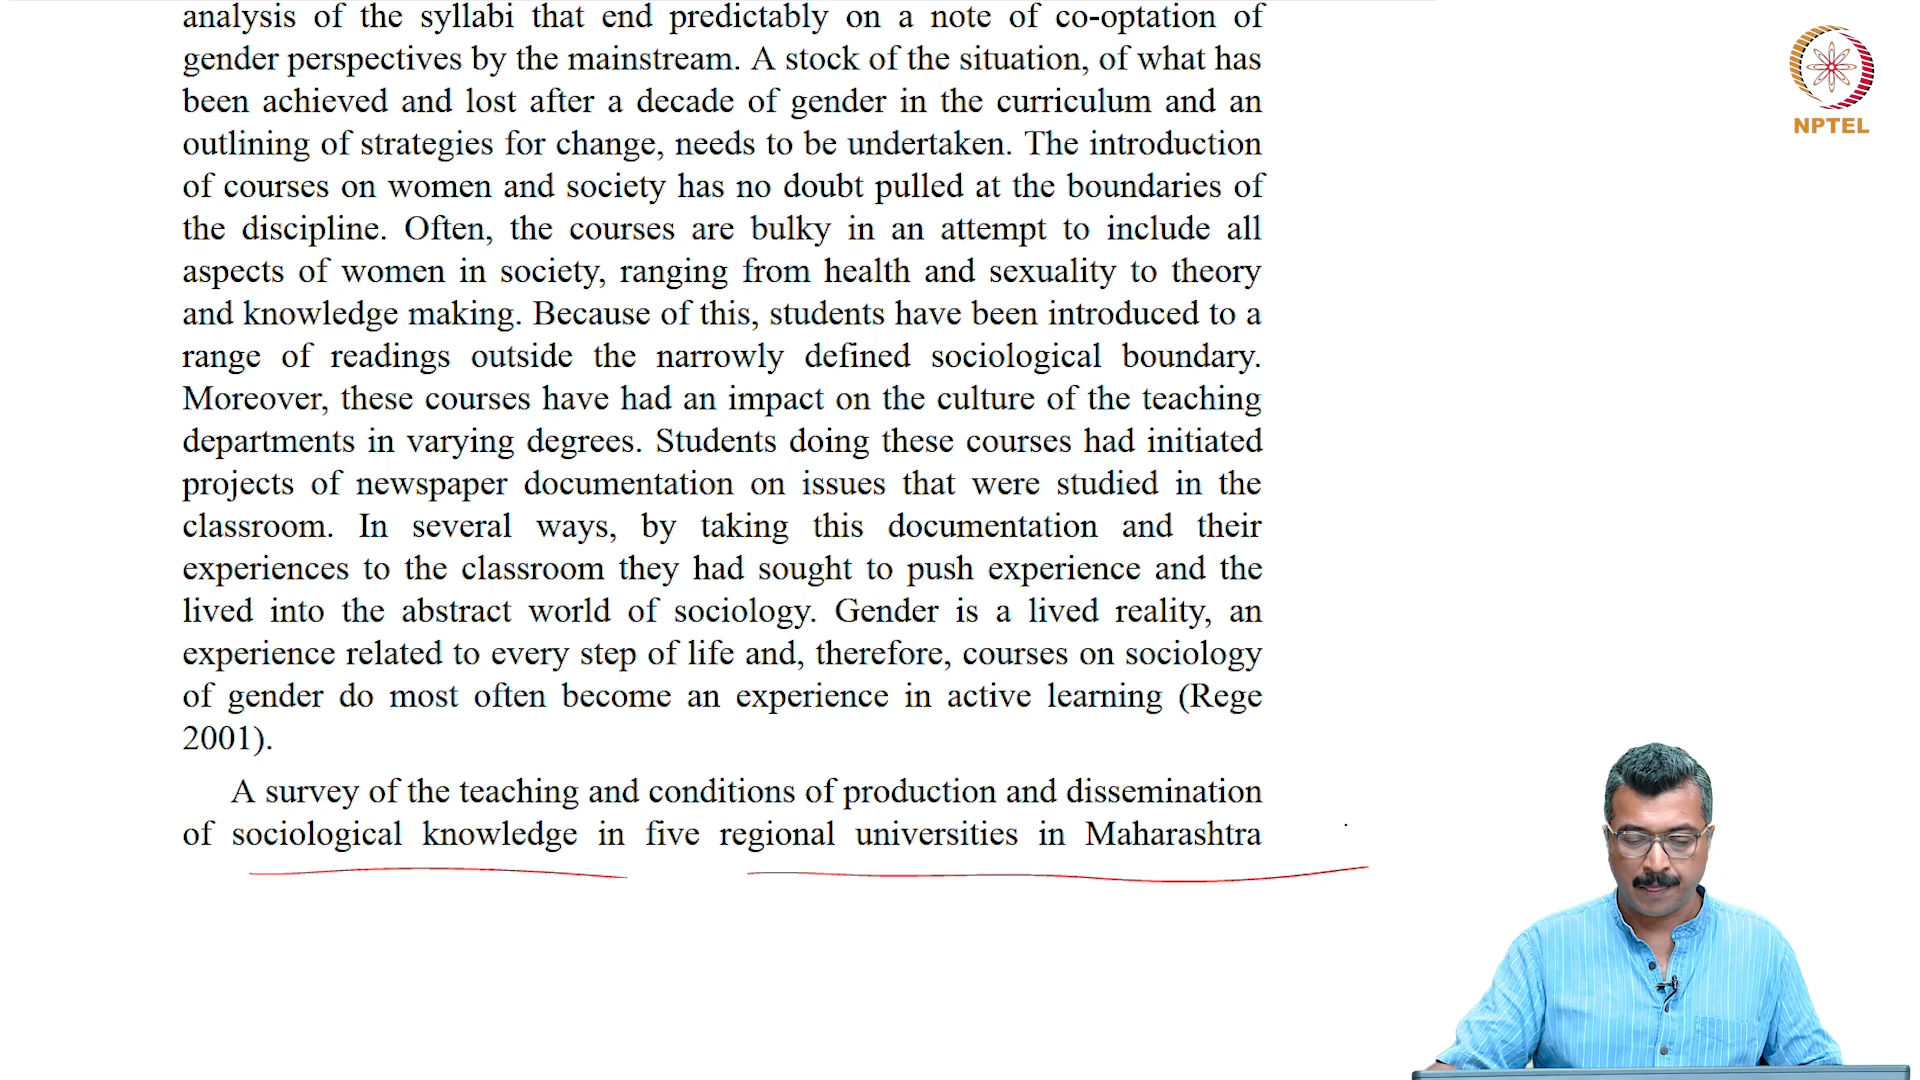 analysis of the syllabi that end predictably on a note of co-optation of
gender perspectives by the mainstream. A stock of the situation, of what has
been achieved and lost after a decade of gender in the curriculum and an
outlining of strategies for change, needs to be undertaken. The introduction
of courses on women and society has no doubt pulled at the boundaries of
the discipline. Often, the courses are bulky in an attempt to include all
aspects of women in society, ranging from health and sexuality to theory
and knowledge making. Because of this, students have been introduced to a
range of readings outside the narrowly defined sociological boundary.
Moreover, these courses have had an impact on the culture of the teaching
departments in varying degrees. Students doing these courses had initiated
projects of newspaper documentation on issues that were studied in the
classroom. In several ways, by taking this documentation and their
experiences to the classroom they had sought to push experience and the
lived into the abstract world of sociology. Gender is a lived reality, an
experience related to every step of life and, therefore, courses on sociology
of gender do most often become an experience in active learning (Rege
2001).
A survey of the teaching and conditions of production and dissemination
of sociological knowledge in five regional universities in Maharashtra
NPTEL